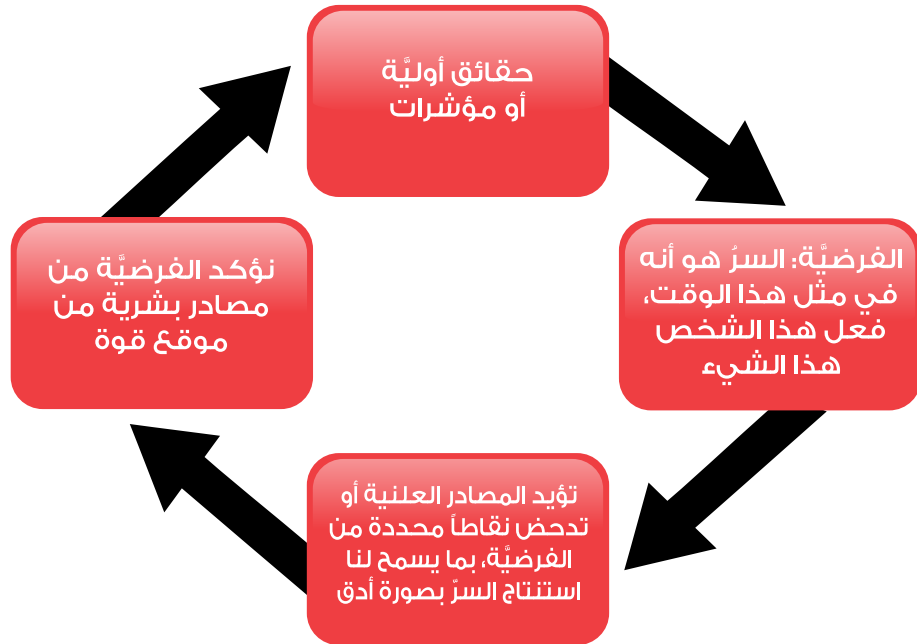 حقائق أوليَّة
أو مؤشرات
الفرضيَّة: السرُ هو أنه
في مثل هذا الوقت،
فعل هذا الشخص
هذا الشيء
تؤيد المصادر العلنية أو
تدحض نقاطاً محددة من
الفرضيَّة، بما يسمح لنا
استنتاج السرّ بصورة أدق
نؤكد الفرضيَّة من
مصادر بشرية من
موقع قوة